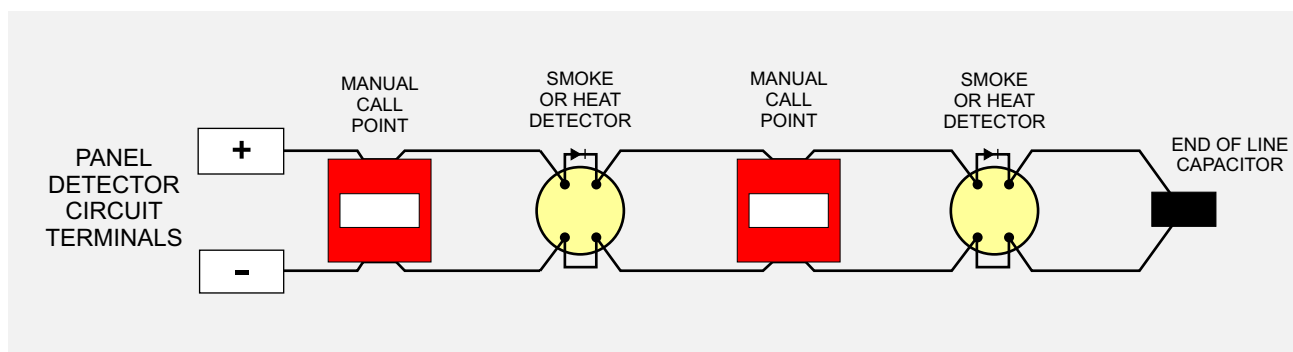 MANUAL
CALL
POINT
SMOKE
OR HEAT
DETECTOR
MANUAL
CALL
POINT
SMOKE
OR HEAT
DETECTOR
END OF LINE
CAPACITOR
PANEL
DETECTOR
CIRCUIT
TERMINALS
+
-